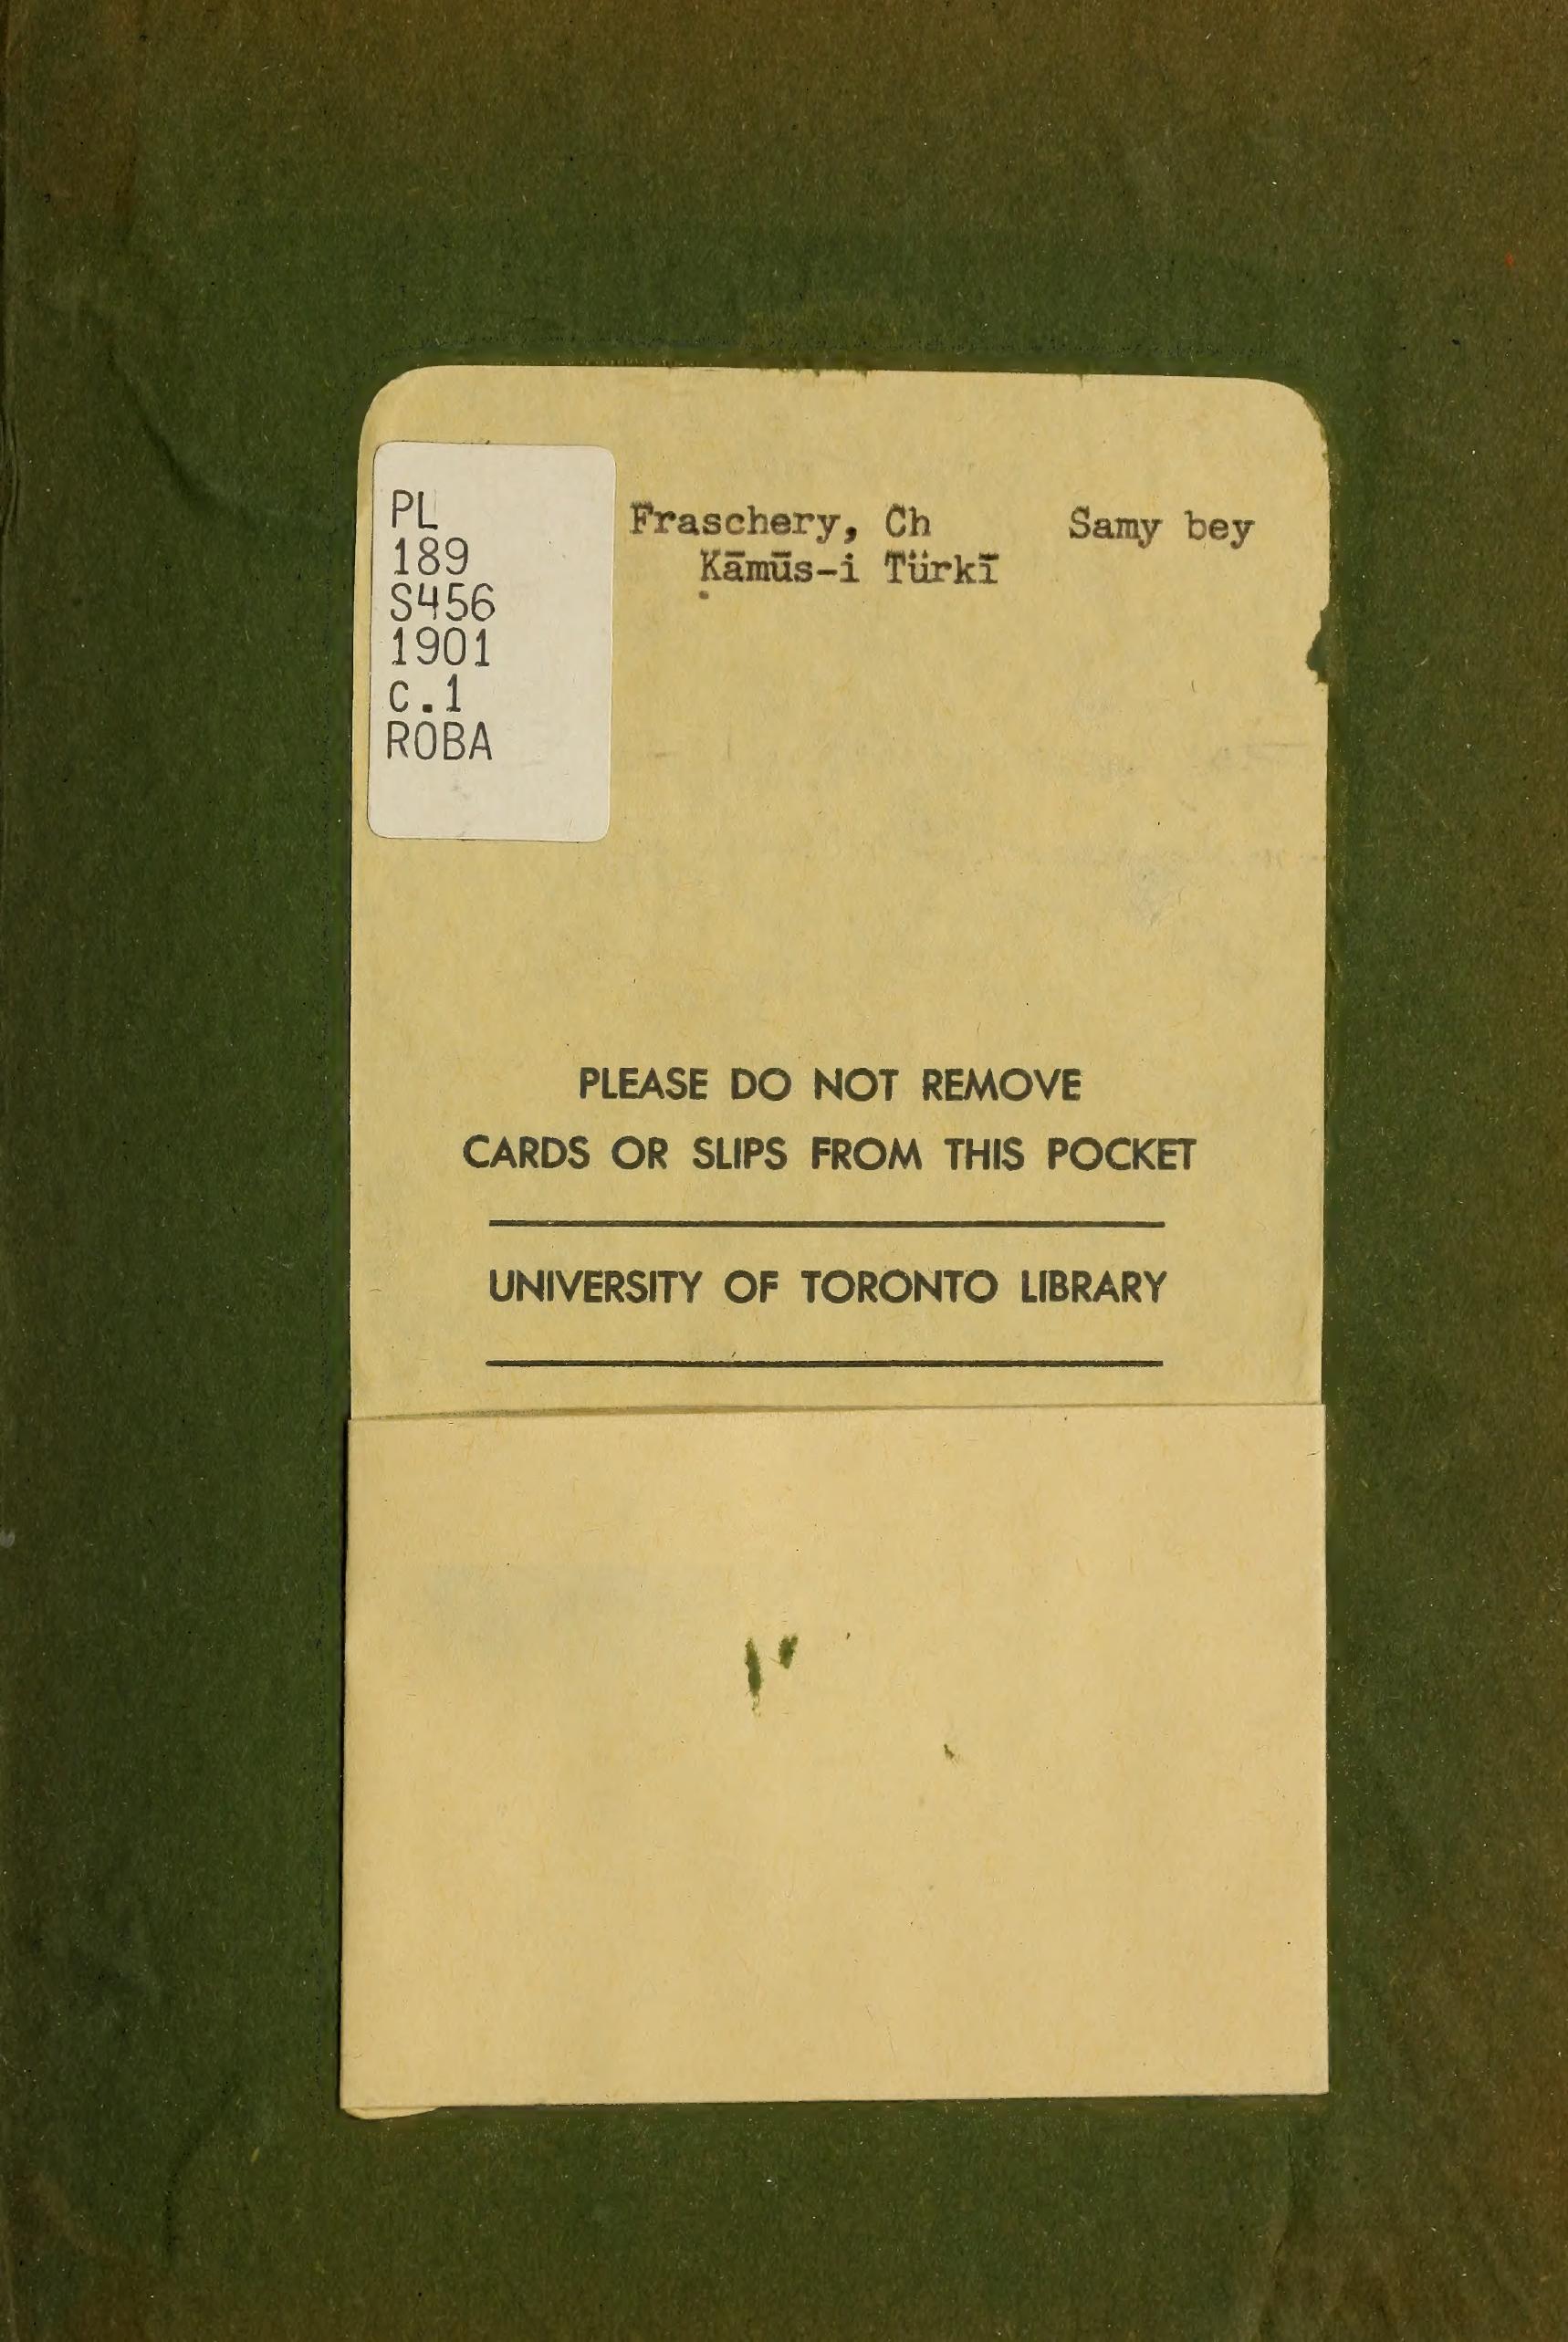 PL
189
S456
1901
c.1
ROBA
Fraschery, Ch Samy bey
Ḳāmūs-i Türkī
PLEASE DO NOT REMOVE
CARDS OR SLIPS FROM THIS POCKET
UNIVERSITY OF TORONTO LIBRARY